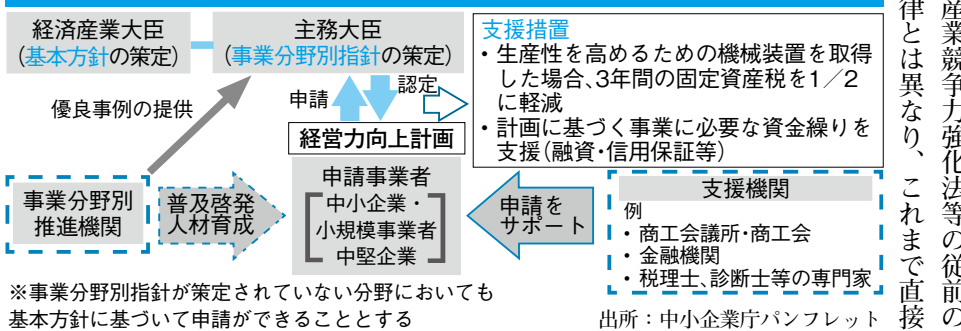 経済産業大臣
（基本方針の策定）
主務大臣
（事業分野別指針の策定）
支援措置
・生産性を高めるための機械装置を取得
した場合、3年間の固定資産税を1／2
に軽減
・計画に基づく事業に必要な資金繰りを
支援（融資・信用保証等）
優良事例の提供
申請
認定
経営力向上計画
事業分野別
推進機関
普及啓発
人材育成
申請事業者
中小企業・
小規模事業者
中堅企業
申請を
サポート
支援機関
例
・商工会議所・商工会
・金融機関
・税理士、診断士等の専門家
※事業分野別指針が策定されていない分野においても
基本方針に基づいて申請ができることとする
出所：中小企業庁パンフレット
産業競争力強化法等の従前の
律とは異なり、これまで直接